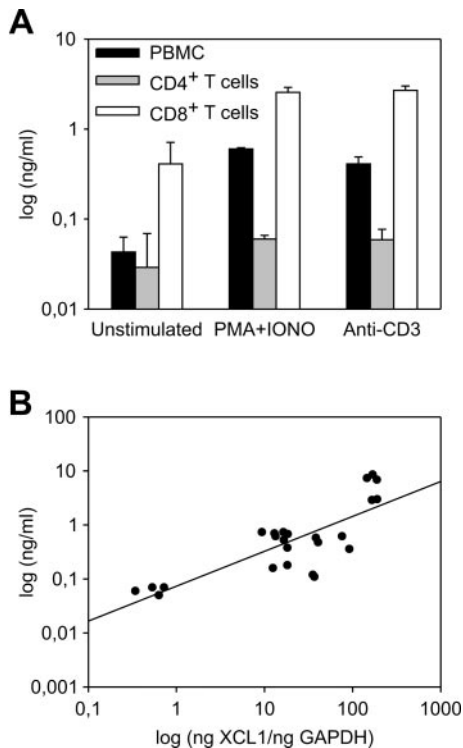 A
10
PBMC
CD4+ T cells
CD8+ T cells
1
0,1
0,01
log (ng/ml)
Unstimulated PMA+IONO Anti-CD3
B
100
10
1
0,1
0,01
0,001
log (ng/ml)
0,1 1 10 100 1000
log (ng XCL1/ng GAPDH)